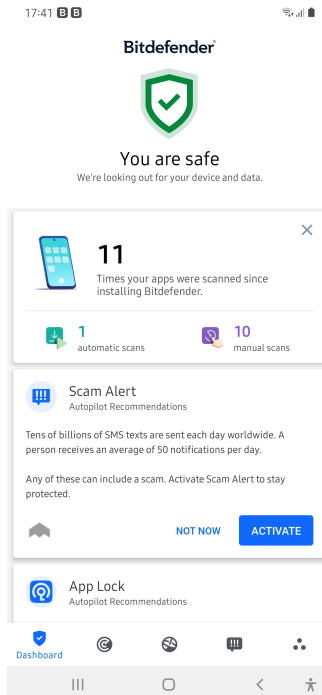 17:41 B B
Bitdefender
You are safe
We're looking out for your device and data.
11
Times your apps were scanned since
installing Bitdefender.
1
automatic scans
10
manual scans
Scam Alert
Autopilot Recommendations
Tens of billions of SMS texts are sent each day worldwide. A
person receives an average of 50 notifications per day.
Any of these can include a scam. Activate Scam Alert to stay
protected.
NOT NOW
ACTIVATE
App Lock
Autopilot Recommendations
Dashboard